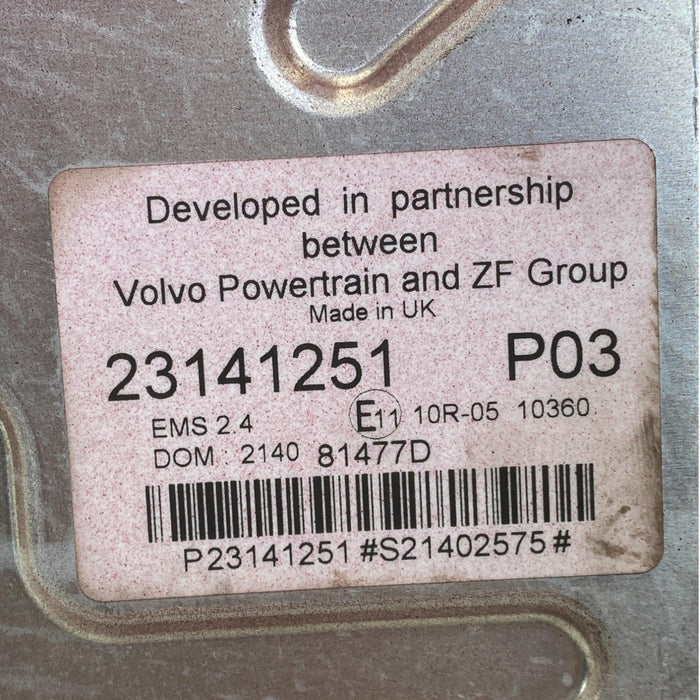 Developed in partnership
between
Volvo Powertrain and ZF Group
Made in UK
23141251 P03
EMS 2.4 E11 10R-05 10360
DOM : 2140 81477D
P23141251#S21402575#